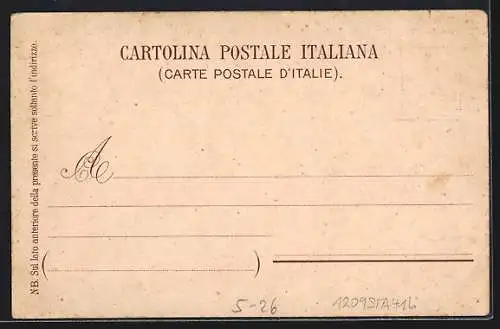 CARTOLINA POSTALE ITALIANA
(CARTE POSTALE D'ITALIE).
NB. Sul lato anteriore della presente si scrive soltanto l'indirizzo.
A
(          )
5-26